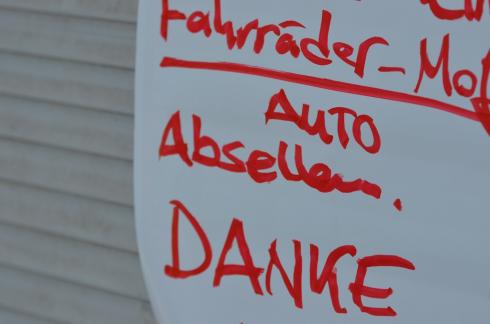 Fahrräder-Mo
AUTO
Absellen.
DANKE